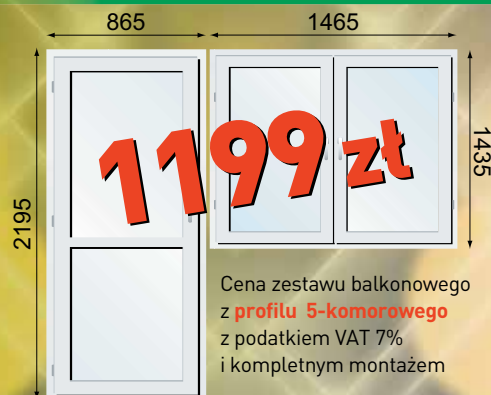 865
1465
2195
1199 zł
1435
Cena zestawu balkonowego
z profilu 5-komorowego
z podatkiem VAT 7%
i kompletnym montażem